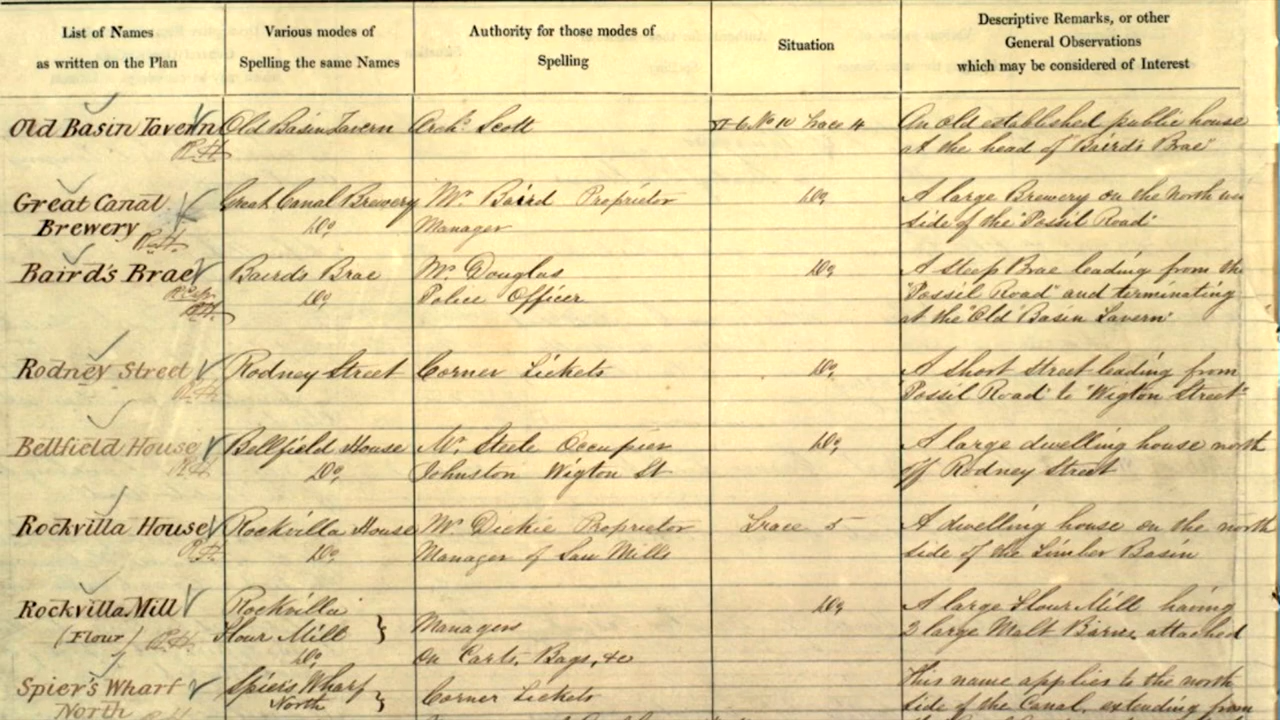 List of Names
as written on the Plan
Various modes of
Spelling the same Names
Authority for those modes of
Spelling
Situation
Descriptive Remarks, or other
General Observations
which may be considered of Interest
Old Basin Tavern
Old Basin Tavern
Archd. Scott
6 No 10 Trace 4
An old established public house
at the head of "Baird's Brae"
Great Canal
Brewery
Great Canal Brewery
Do
Mr. Baird Proprietor
Manager
Do
A large Brewery on the North
side of the "Possil Road"
Baird's Brae
Bairds Brae
Do
Mr. Douglas
Police Officer
Do
A steep Brae leading from the
"Possil Road" and terminating
at the "Old Basin Tavern"
Rodney Street
Rodney Street
Corner Tickets
Do
A short Street leading from
"Possil Road" to "Wigton Street"
Bellfield House
Bellfield House
Do
Mr. Steele Occupier
Johnston Wigton St
Do
A large dwelling house north
off Rodney Street
Rockvilla House
Rockvilla House
Do
Mr. Dickie Proprietor
Manager of Saw Mills
Trace 5
A dwelling house on the north
side of the Timber Basin
Rockvilla Mill
(Flour)
Rockvilla
Flour Mill
Do
Managers
On Carts, Bags, &c
Do
A large Flour Mill having
2 large Malt Barns, attached
Spier's Wharf
North
Spier's Wharf
North
Corner Tickets
This name applies to the north
side of the Canal, extending from